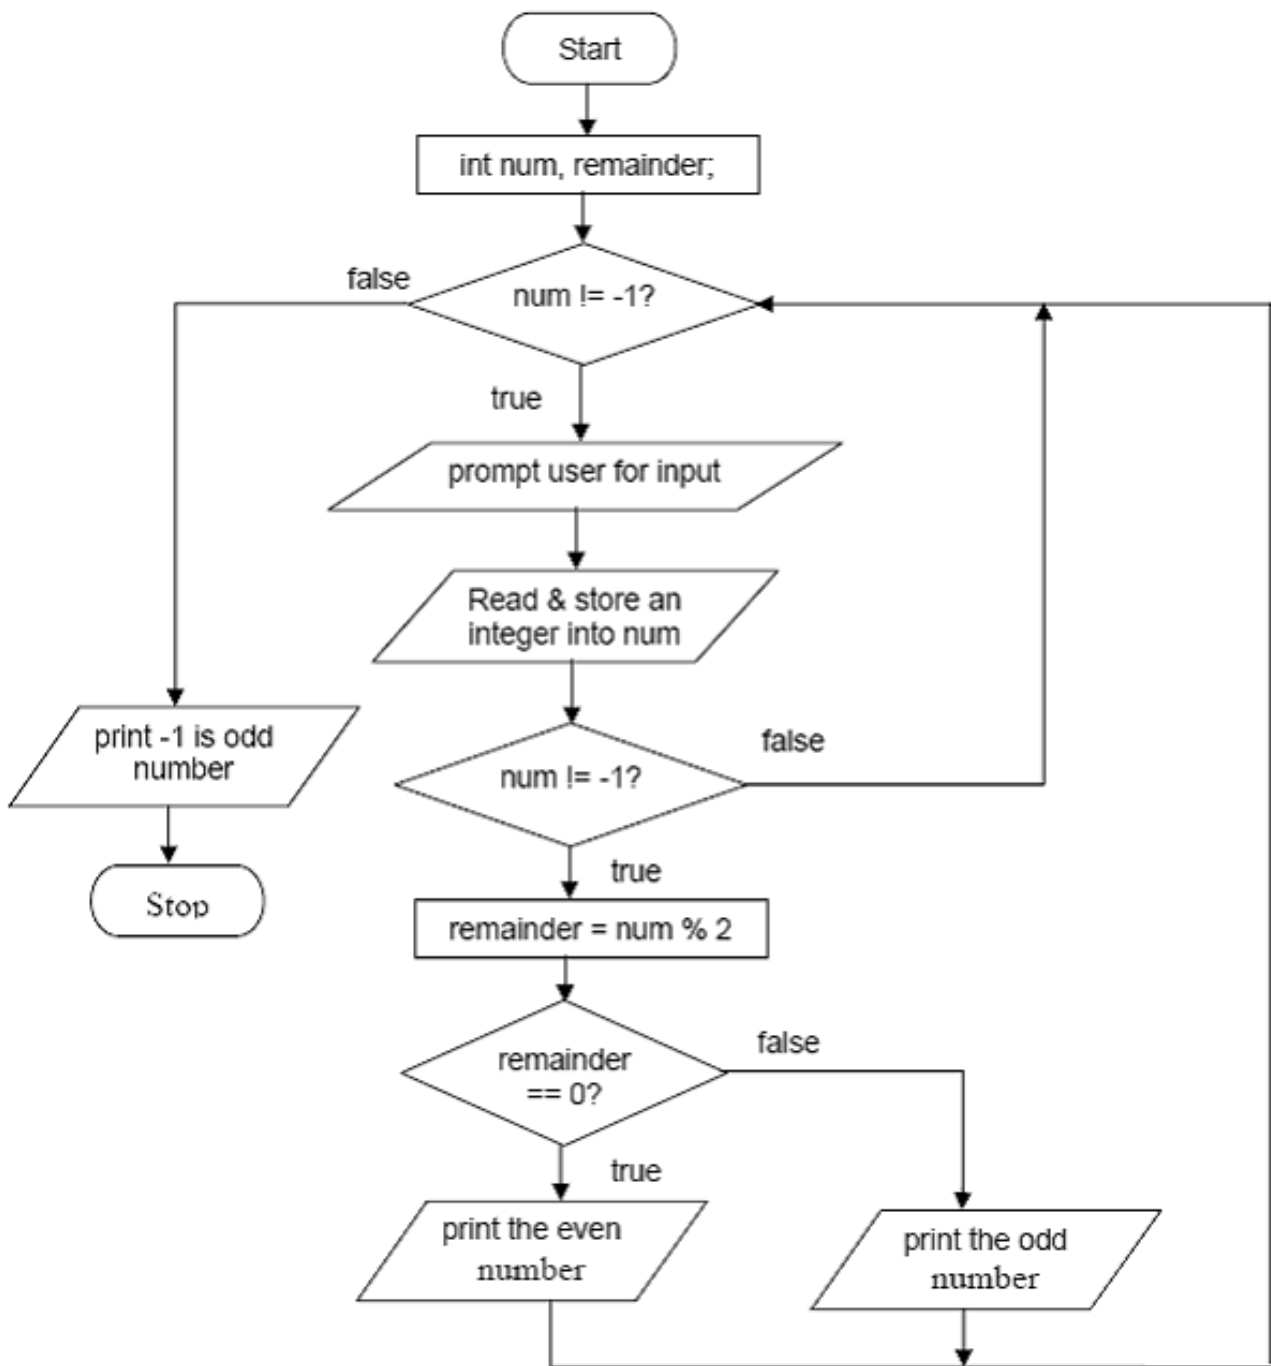 Start
int num, remainder;
false
num != -1?
true
prompt user for input
Read & store an
integer into num
print -1 is odd
number
false
num != -1?
Stop
true
remainder = num % 2
false
remainder
== 0?
true
print the even
number
print the odd
number